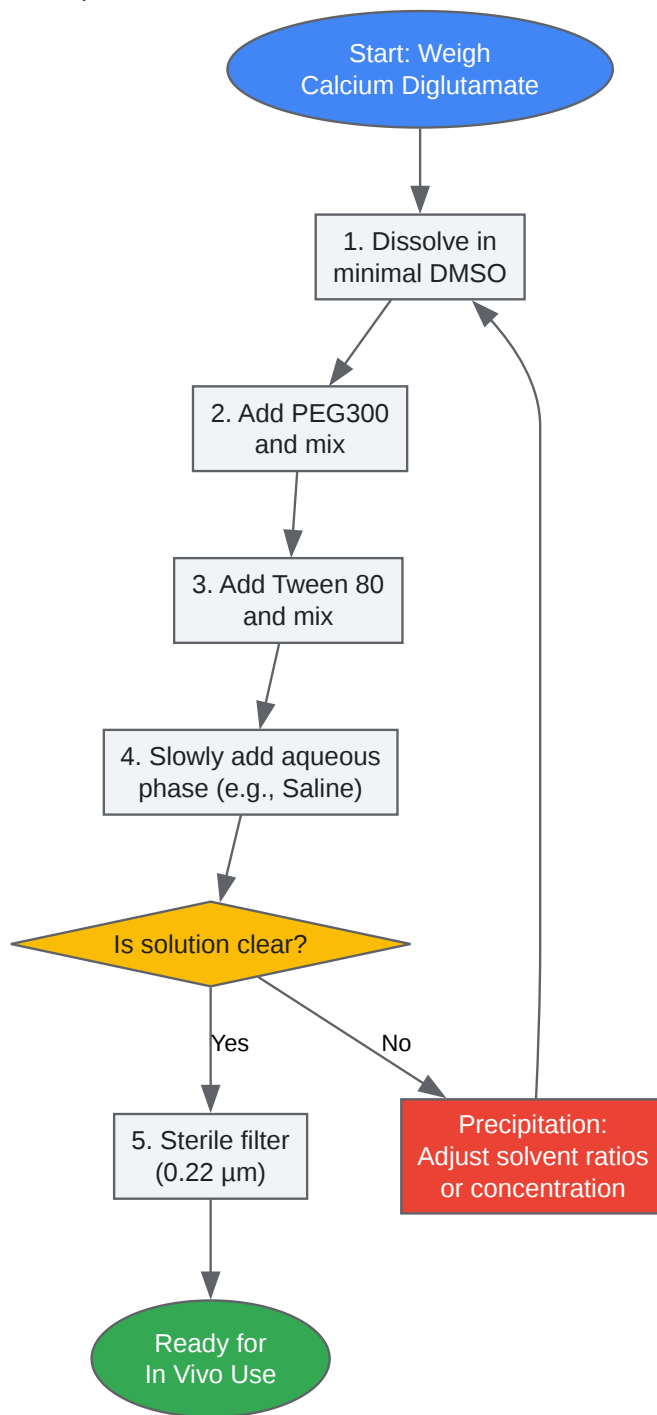 Start: Weigh
Calcium Diglutamate
1. Dissolve in
minimal DMSO
2. Add PEG300
and mix
3. Add Tween 80
and mix
4. Slowly add aqueous
phase (e.g., Saline)
Is solution clear?
Yes
No
5. Sterile filter
(0.22 µm)
Precipitation:
Adjust solvent ratios
or concentration
Ready for
In Vivo Use